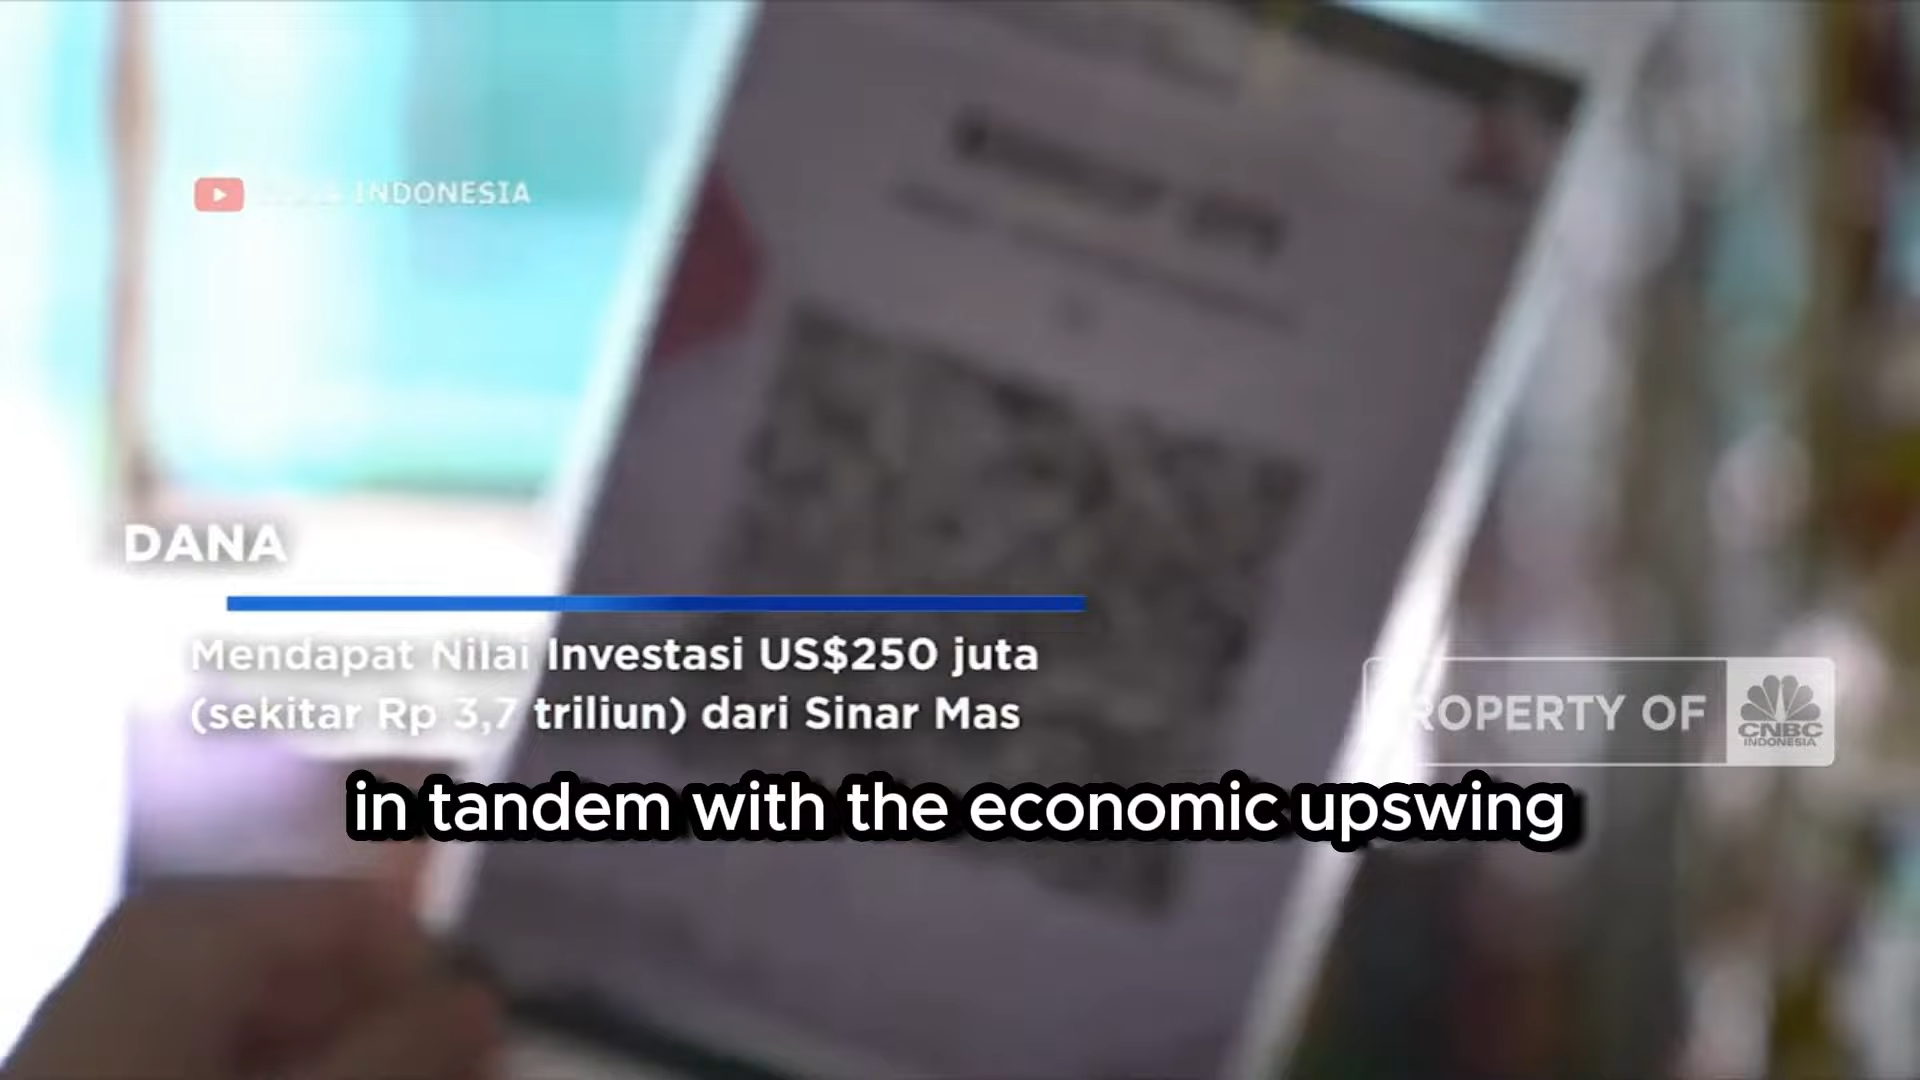 INDONESIA
DANA
Mendapat Nilai Investasi US$250 juta
(sekitar Rp 3,7 triliun) dari Sinar Mas
PROPERTY OF
CNBC
INDONESIA
in tandem with the economic upswing